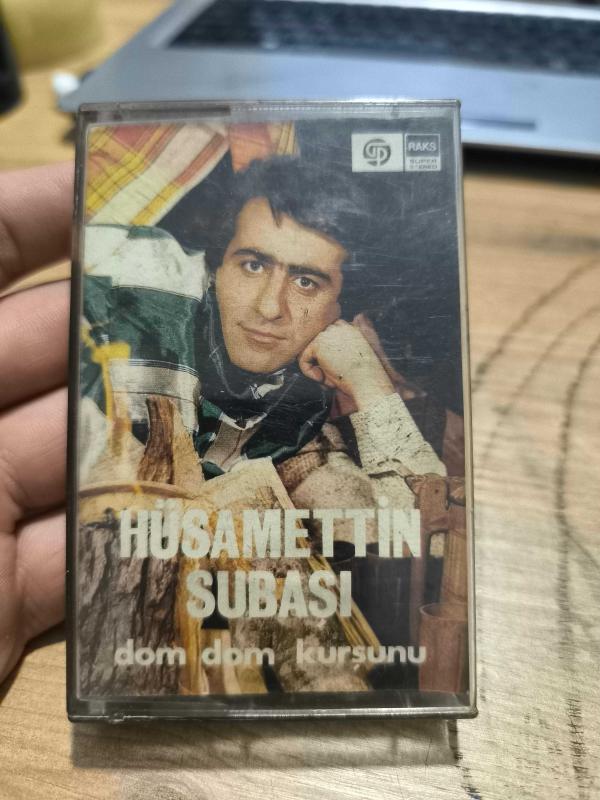 RAKS
SUPER
STEREO
HÜSAMETTİN
SUBAŞI
dom dom kurşunu